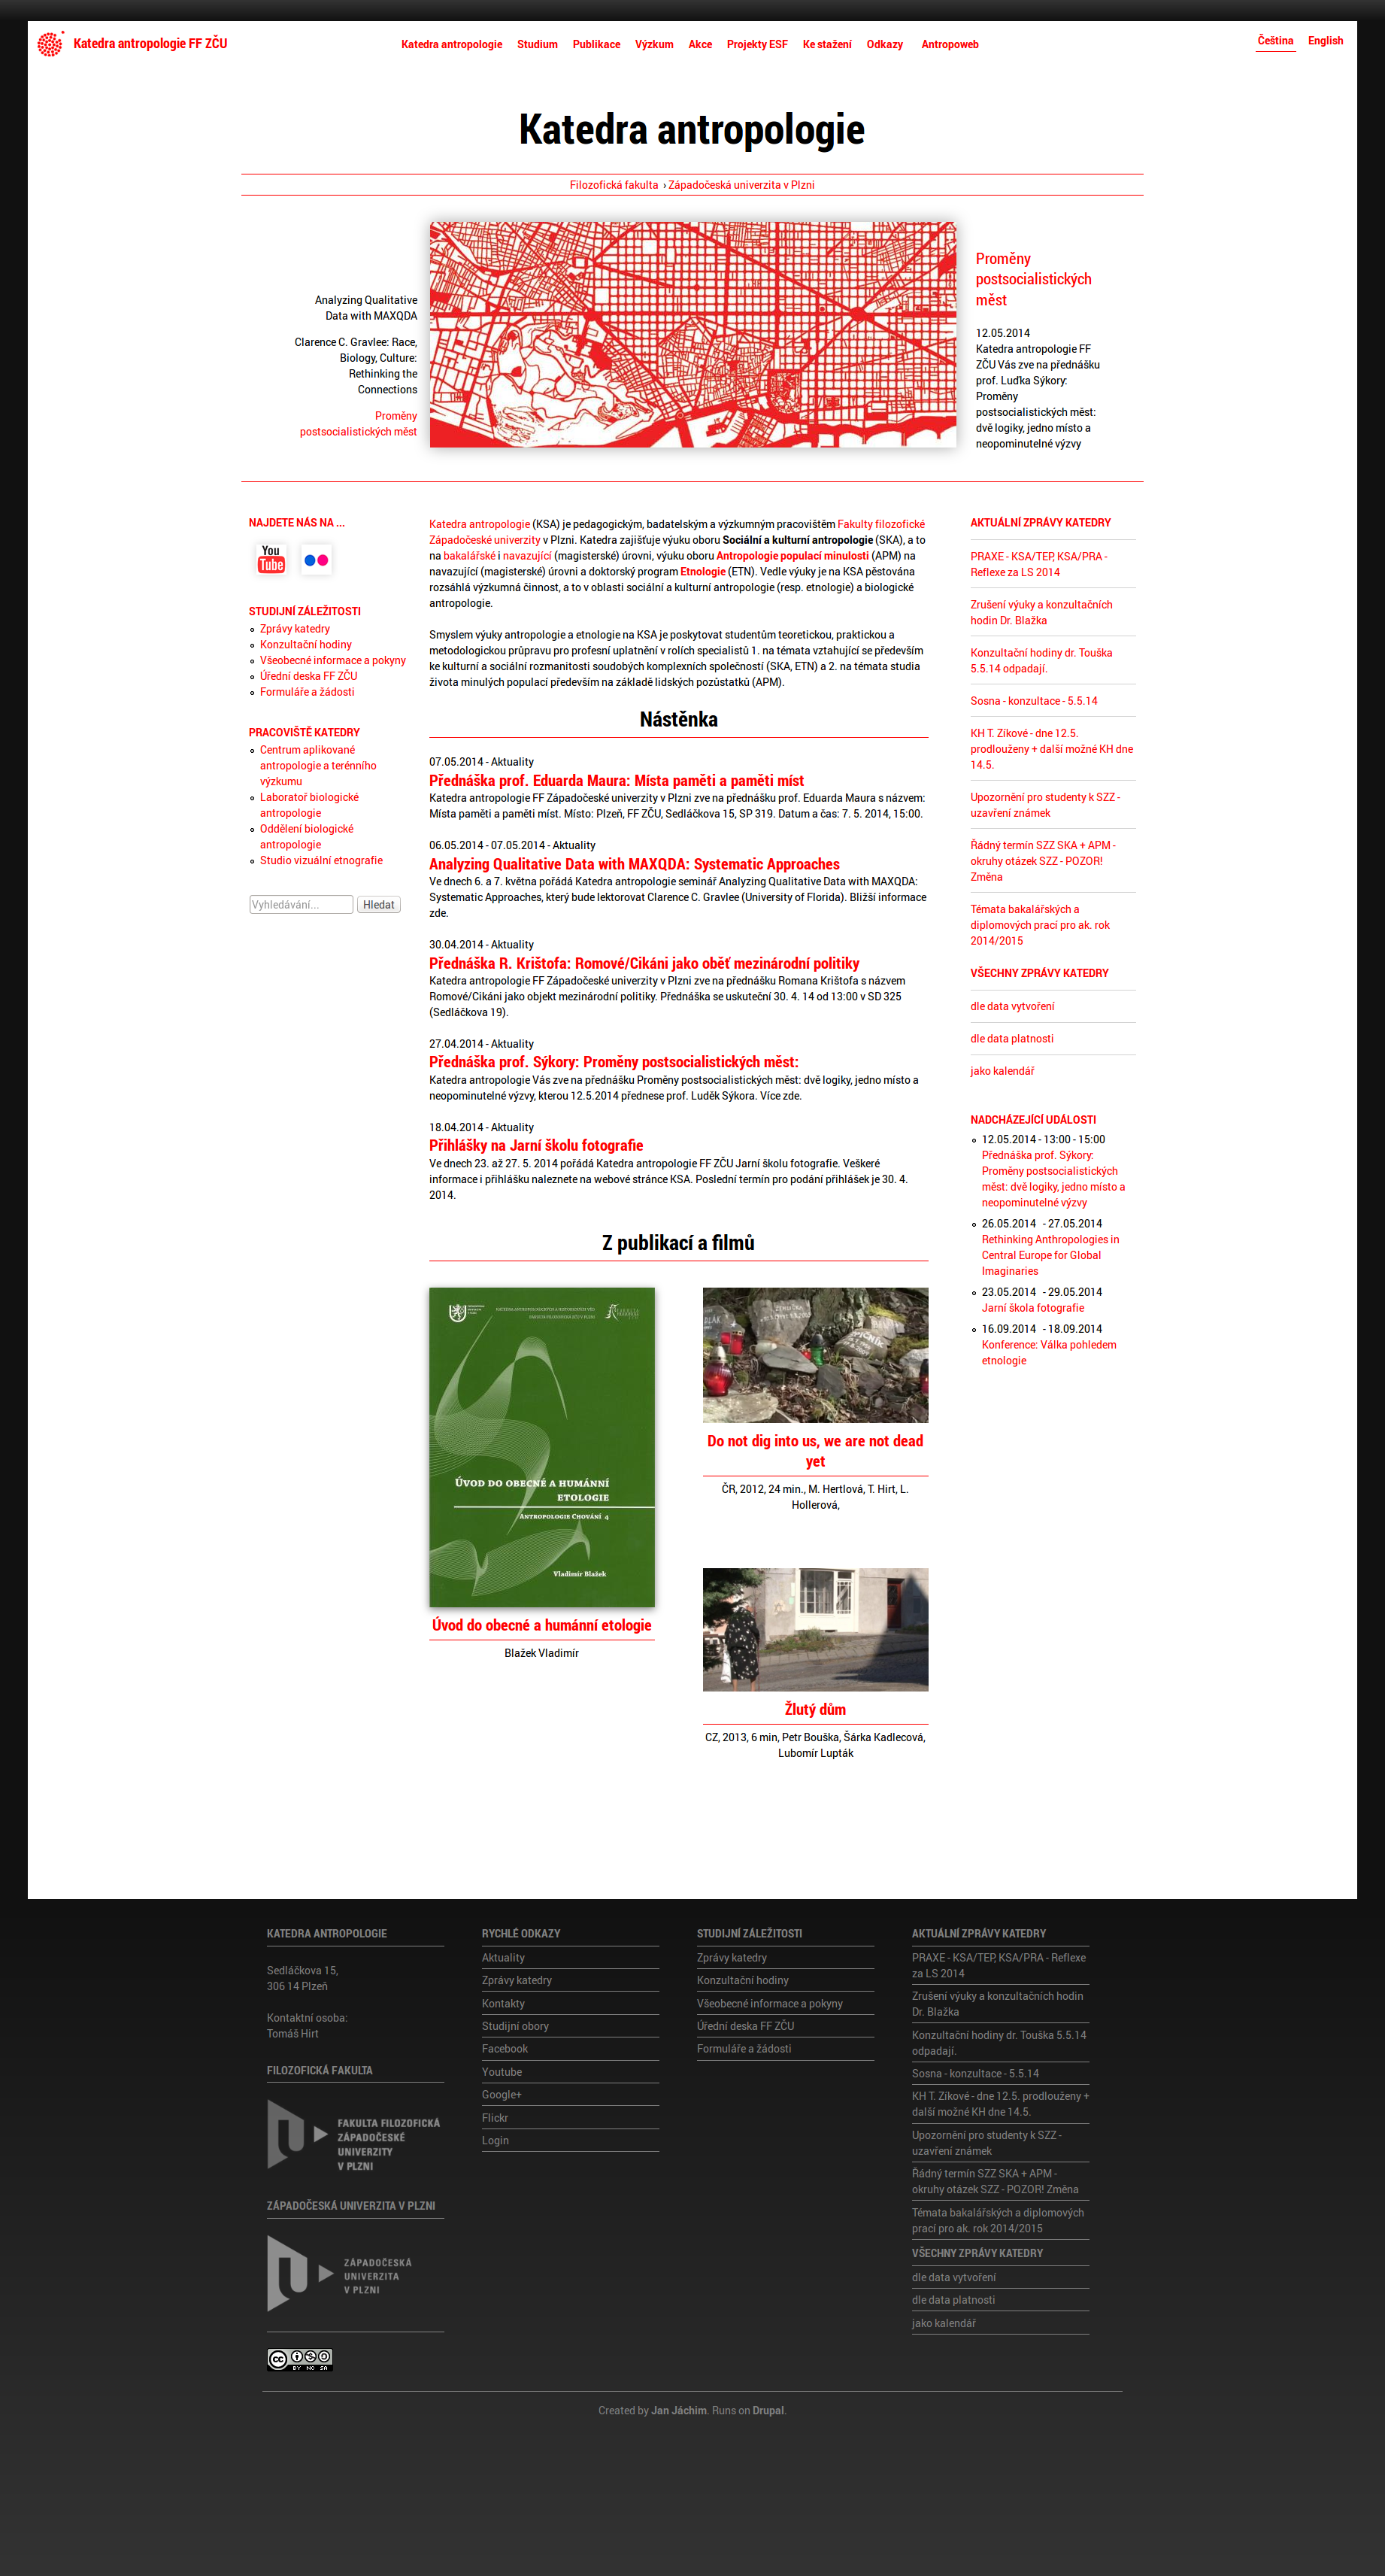 Katedra antropologie FF ZČU
Katedra antropologie Studium Publikace Výzkum Akce Projekty ESF Ke stažení Odkazy Antropoweb
Čeština English
Katedra antropologie
Filozofická fakulta › Západočeská univerzita v Plzni
Analyzing Qualitative
Data with MAXQDA
Clarence C. Gravlee: Race,
Biology, Culture:
Rethinking the
Connections
Proměny
postsocialistických měst
Proměny
postsocialistických
měst
12.05.2014
Katedra antropologie FF
ZČU Vás zve na přednášku
prof. Luďka Sýkory:
Proměny
postsocialistických měst:
dvě logiky, jedno místo a
neopominutelné výzvy
NAJDETE NÁS NA ...
You
Tube
STUDIJNÍ ZÁLEŽITOSTI
Zprávy katedry
Konzultační hodiny
Všeobecné informace a pokyny
Úřední deska FF ZČU
Formuláře a žádosti
PRACOVIŠTĚ KATEDRY
Centrum aplikované
antropologie a terénního
výzkumu
Laboratoř biologické
antropologie
Oddělení biologické
antropologie
Studio vizuální etnografie
Vyhledávání... Hledat
Katedra antropologie (KSA) je pedagogickým, badatelským a výzkumným pracovištěm Fakulty filozofické
Západočeské univerzity v Plzni. Katedra zajišťuje výuku oboru Sociální a kulturní antropologie (SKA), a to
na bakalářské i navazující (magisterské) úrovni, výuku oboru Antropologie populací minulosti (APM) na
navazující (magisterské) úrovni a doktorský program Etnologie (ETN). Vedle výuky je na KSA pěstována
rozsáhlá výzkumná činnost, a to v oblasti sociální a kulturní antropologie (resp. etnologie) a biologické
antropologie.
Smyslem výuky antropologie a etnologie na KSA je poskytovat studentům teoretickou, praktickou a
metodologickou průpravu pro profesní uplatnění v rolích specialistů 1. na témata vztahující se především
ke kulturní a sociální rozmanitosti soudobých komplexních společností (SKA, ETN) a 2. na témata studia
života minulých populací především na základě lidských pozůstatků (APM).
Nástěnka
07.05.2014 - Aktuality
Přednáška prof. Eduarda Maura: Místa paměti a paměti míst
Katedra antropologie FF Západočeské univerzity v Plzni zve na přednášku prof. Eduarda Maura s názvem:
Místa paměti a paměti míst. Místo: Plzeň, FF ZČU, Sedláčkova 15, SP 319. Datum a čas: 7. 5. 2014, 15:00.
06.05.2014 - 07.05.2014 - Aktuality
Analyzing Qualitative Data with MAXQDA: Systematic Approaches
Ve dnech 6. a 7. května pořádá Katedra antropologie seminář Analyzing Qualitative Data with MAXQDA:
Systematic Approaches, který bude lektorovat Clarence C. Gravlee (University of Florida). Bližší informace
zde.
30.04.2014 - Aktuality
Přednáška R. Krištofa: Romové/Cikáni jako oběť mezinárodní politiky
Katedra antropologie FF Západočeské univerzity v Plzni zve na přednášku Romana Krištofa s názvem
Romové/Cikáni jako objekt mezinárodní politiky. Přednáška se uskuteční 30. 4. 14 od 13:00 v SD 325
(Sedláčkova 19).
27.04.2014 - Aktuality
Přednáška prof. Sýkory: Proměny postsocialistických měst:
Katedra antropologie Vás zve na přednášku Proměny postsocialistických měst: dvě logiky, jedno místo a
neopominutelné výzvy, kterou 12.5.2014 přednese prof. Luděk Sýkora. Více zde.
18.04.2014 - Aktuality
Přihlášky na Jarní školu fotografie
Ve dnech 23. až 27. 5. 2014 pořádá Katedra antropologie FF ZČU Jarní školu fotografie. Veškeré
informace i přihlášku naleznete na webové stránce KSA. Poslední termín pro podání přihlášek je 30. 4.
2014.
Z publikací a filmů
ÚVOD DO OBECNÉ A HUMÁNNÍ
ETOLOGIE
ANTROPOLOGIE CHOVÁNÍ 4
Vladimír Blažek
Úvod do obecné a humánní etologie
Blažek Vladimír
Do not dig into us, we are not dead
yet
ČR, 2012, 24 min., M. Hertlová, T. Hirt, L.
Hollerová,
Žlutý dům
CZ, 2013, 6 min, Petr Bouška, Šárka Kadlecová,
Lubomír Lupták
AKTUÁLNÍ ZPRÁVY KATEDRY
PRAXE - KSA/TEP, KSA/PRA -
Reflexe za LS 2014
Zrušení výuky a konzultačních
hodin Dr. Blažka
Konzultační hodiny dr. Touška
5.5.14 odpadají.
Sosna - konzultace - 5.5.14
KH T. Zíkové - dne 12.5.
prodlouženy + další možné KH dne
14.5.
Upozornění pro studenty k SZZ -
uzavření známek
Řádný termín SZZ SKA + APM -
okruhy otázek SZZ - POZOR!
Změna
Témata bakalářských a
diplomových prací pro ak. rok
2014/2015
VŠECHNY ZPRÁVY KATEDRY
dle data vytvoření
dle data platnosti
jako kalendář
NADCHÁZEJÍCÍ UDÁLOSTI
12.05.2014 - 13:00 - 15:00
Přednáška prof. Sýkory:
Proměny postsocialistických
měst: dvě logiky, jedno místo a
neopominutelné výzvy
26.05.2014 - 27.05.2014
Rethinking Anthropologies in
Central Europe for Global
Imaginaries
23.05.2014 - 29.05.2014
Jarní škola fotografie
16.09.2014 - 18.09.2014
Konference: Válka pohledem
etnologie
KATEDRA ANTROPOLOGIE
Sedláčkova 15,
306 14 Plzeň
Kontaktní osoba:
Tomáš Hirt
FILOZOFICKÁ FAKULTA
FAKULTA FILOZOFICKÁ
ZÁPADOČESKÉ
UNIVERZITY
V PLZNI
ZÁPADOČESKÁ UNIVERZITA V PLZNI
ZÁPADOČESKÁ
UNIVERZITA
V PLZNI
cc
BY NC SA
RYCHLÉ ODKAZY
Aktuality
Zprávy katedry
Kontakty
Studijní obory
Facebook
Youtube
Google+
Flickr
Login
STUDIJNÍ ZÁLEŽITOSTI
Zprávy katedry
Konzultační hodiny
Všeobecné informace a pokyny
Úřední deska FF ZČU
Formuláře a žádosti
AKTUÁLNÍ ZPRÁVY KATEDRY
PRAXE - KSA/TEP, KSA/PRA - Reflexe
za LS 2014
Zrušení výuky a konzultačních hodin
Dr. Blažka
Konzultační hodiny dr. Touška 5.5.14
odpadají.
Sosna - konzultace - 5.5.14
KH T. Zíkové - dne 12.5. prodlouženy +
další možné KH dne 14.5.
Upozornění pro studenty k SZZ -
uzavření známek
Řádný termín SZZ SKA + APM -
okruhy otázek SZZ - POZOR! Změna
Témata bakalářských a diplomových
prací pro ak. rok 2014/2015
VŠECHNY ZPRÁVY KATEDRY
dle data vytvoření
dle data platnosti
jako kalendář
Created by Jan Jáchim. Runs on Drupal.